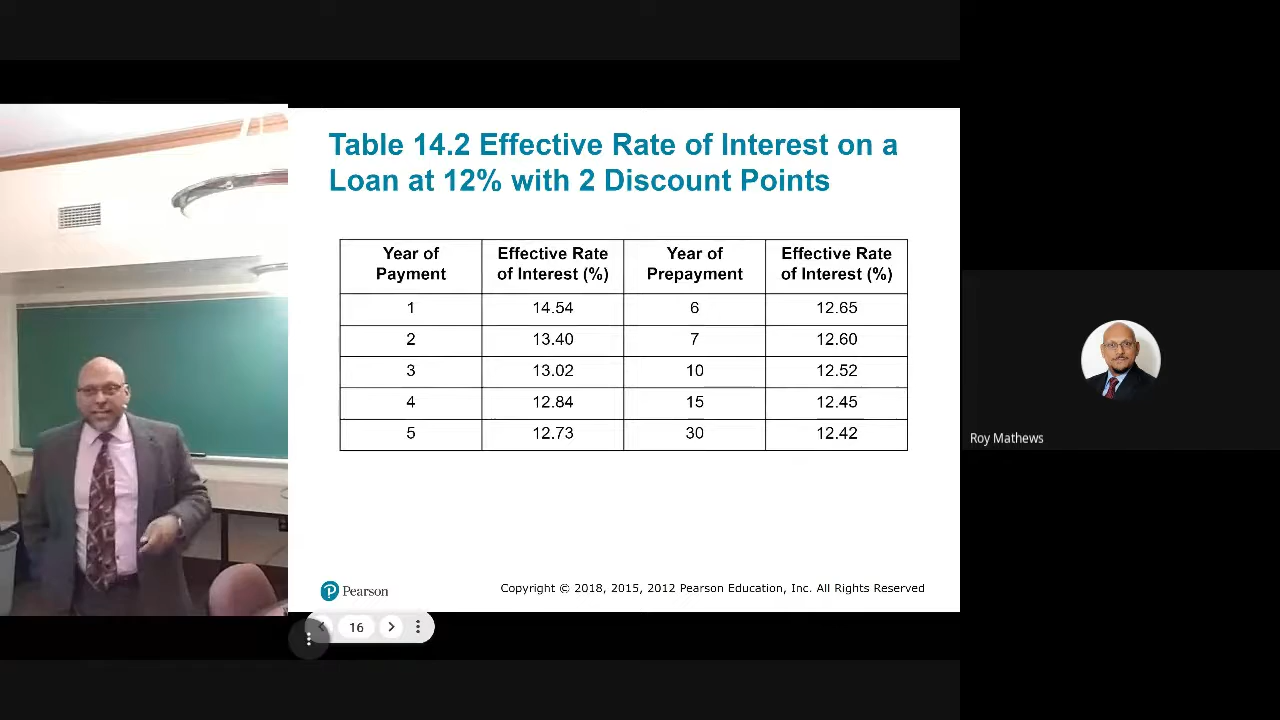 Table 14.2 Effective Rate of Interest on a
Loan at 12% with 2 Discount Points
Year of
Payment
Effective Rate
of Interest (%)
Year of
Prepayment
Effective Rate
of Interest (%)
1 14.54 6 12.65
2 13.40 7 12.60
3 13.02 10 12.52
4 12.84 15 12.45
5 12.73 30 12.42
P Pearson
Copyright © 2018, 2015, 2012 Pearson Education, Inc. All Rights Reserved
16
Roy Mathews